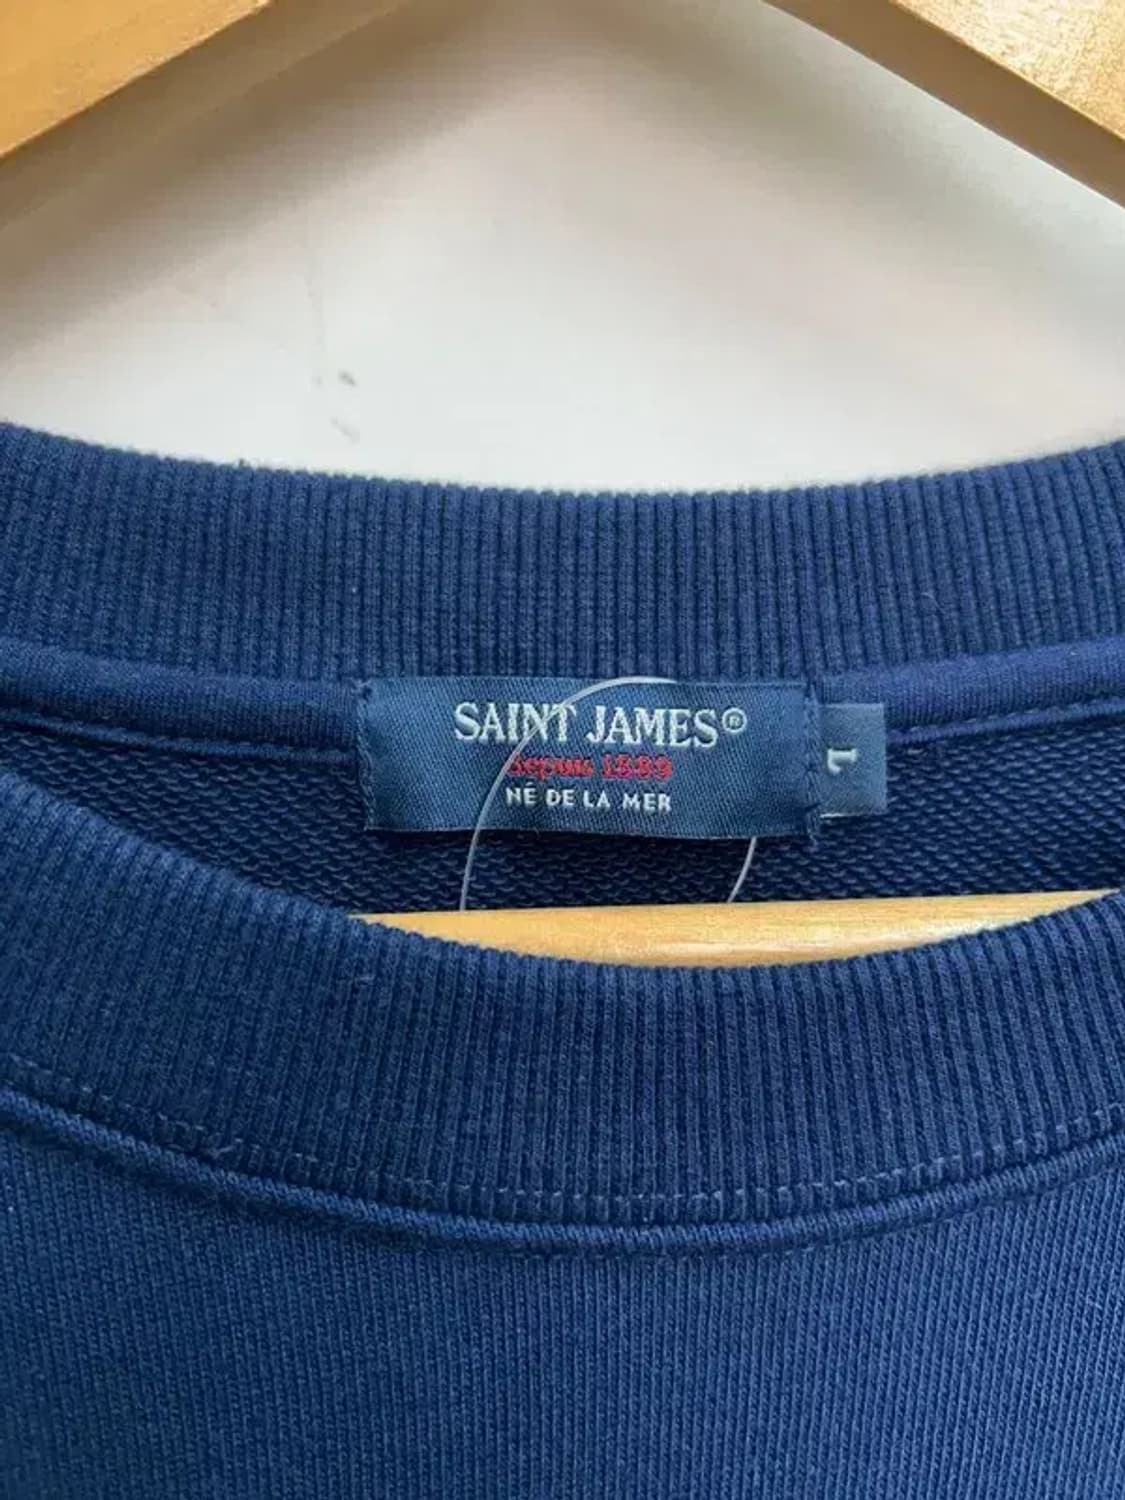 SAINT JAMES®
Depuis 1889
NÉ DE LA MER
L